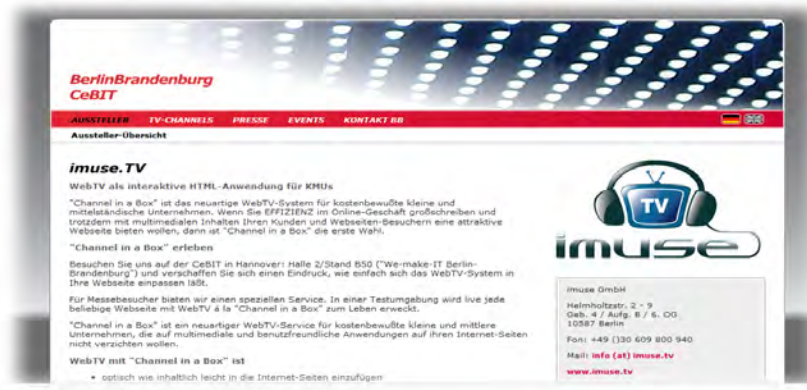 BerlinBrandenburg
CeBIT
AUSSTELLER TV-CHANNELS PRESSE EVENTS KONTAKT BB
Aussteller-Übersicht
imuse.TV
WebTV als interaktive HTML-Anwendung für KMUs
"Channel in a Box" ist das neuartige WebTV-System für kostenbewußte kleine und
mittelständische Unternehmen. Wenn Sie EFFIZIENZ im Online-Geschäft großschreiben und
trotzdem mit multimedialen Inhalten Ihren Kunden und Webseiten-Besuchern eine attraktive
Webseite bieten wollen, dann ist "Channel in a Box" die erste Wahl.
"Channel in a Box" erleben
Besuchen Sie uns auf der CeBIT in Hannover: Halle 2/Stand B50 ("We-make-IT Berlin-
Brandenburg") und verschaffen Sie sich einen Eindruck, wie einfach sich das WebTV-System in
Ihre Webseite einpassen läßt.
Für Messebesucher bieten wir einen speziellen Service. In einer Testumgebung wird live jede
beliebige Webseite mit WebTV á la "Channel in a Box" zum Leben erweckt.
"Channel in a Box" ist ein neuartiger WebTV-Service für kostenbewußte kleine und mittlere
Unternehmen, die auf multimediale und benutzfreundliche Anwendungen auf ihren Internet-Seiten
nicht verzichten wollen.
WebTV mit "Channel in a Box" ist
• optisch wie inhaltlich leicht in die Internet-Seiten einzufügen
TV
imuse
imuse GmbH
Helmholtzstr. 2 - 9
Geb. 4 / Aufg. B / 6. OG
10587 Berlin
Fon: +49 ()30 609 800 940
Mail: info (at) imuse.tv
www.imuse.tv